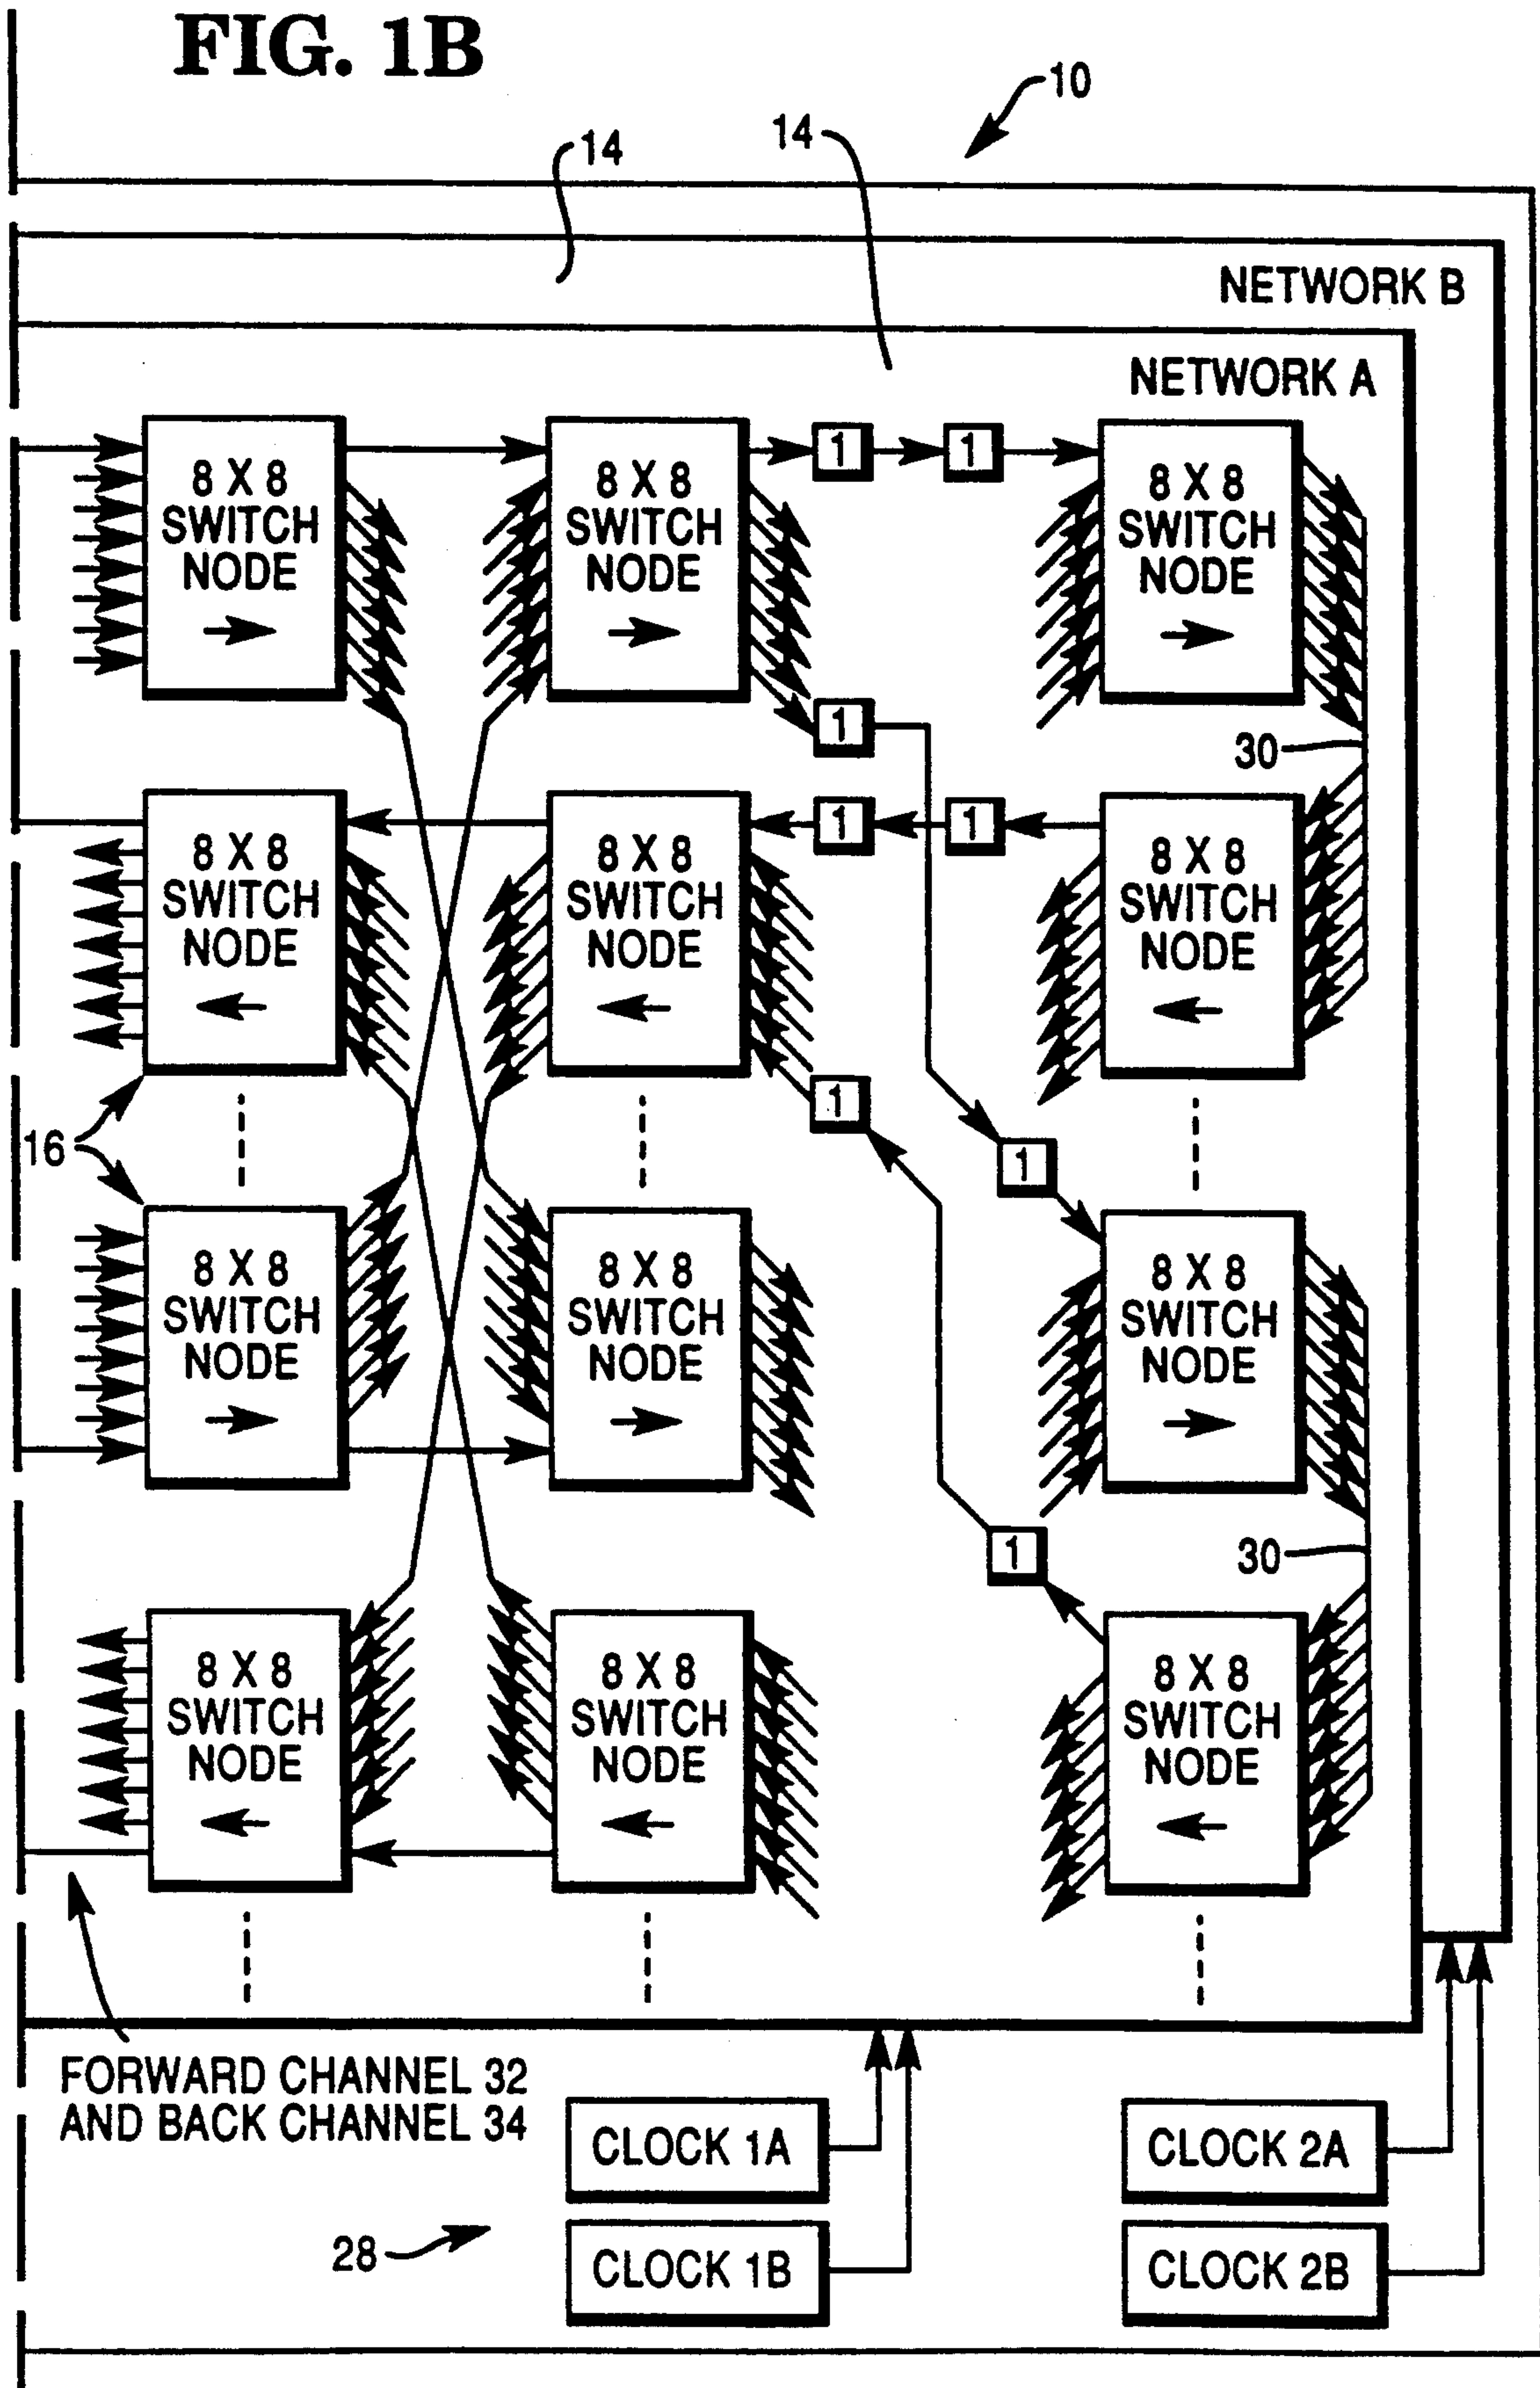 FIG. 1B
10
14
14
NETWORK B
NETWORK A
8 X 8
SWITCH
NODE
8 X 8
SWITCH
NODE
1
1
8 X 8
SWITCH
NODE
1
30
8 X 8
SWITCH
NODE
8 X 8
SWITCH
NODE
1
1
8 X 8
SWITCH
NODE
16
1
1
8 X 8
SWITCH
NODE
8 X 8
SWITCH
NODE
8 X 8
SWITCH
NODE
1
30
8 X 8
SWITCH
NODE
8 X 8
SWITCH
NODE
8 X 8
SWITCH
NODE
FORWARD CHANNEL 32
AND BACK CHANNEL 34
CLOCK 1A
CLOCK 2A
28
CLOCK 1B
CLOCK 2B